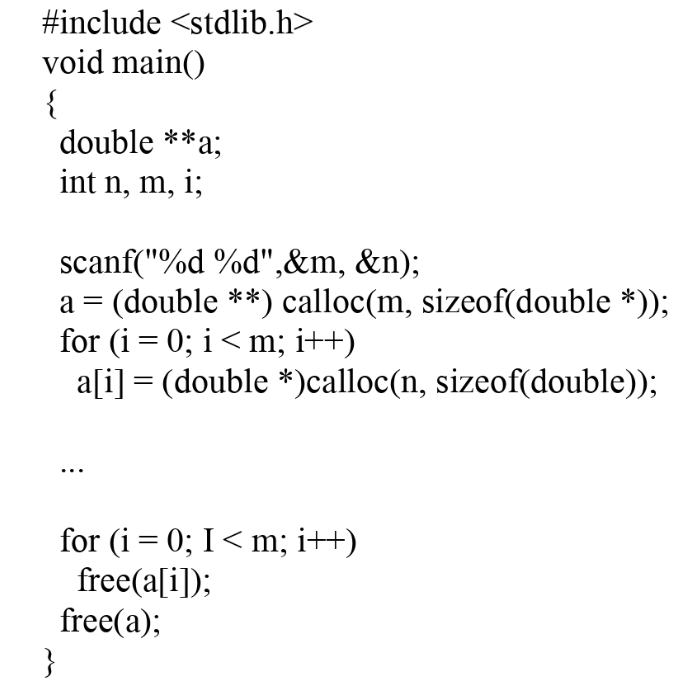 #include <stdlib.h>
void main()
{
double **a;
int n, m, i;
scanf("%d %d",&m, &n);
a = (double **) calloc(m, sizeof(double *));
for (i = 0; i < m; i++)
a[i] = (double *)calloc(n, sizeof(double));
...
for (i = 0; I < m; i++)
free(a[i]);
free(a);
}